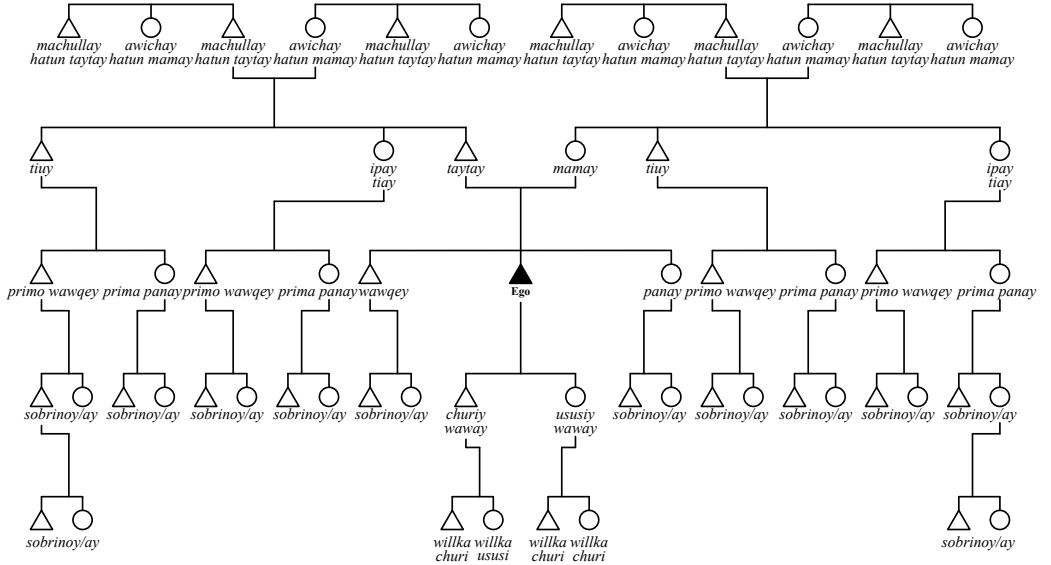 machullay awichay machullay awichay machullay awichay machullay awichay machullay awichay machullay awichay
hatun taytay hatun mamay hatun taytay hatun mamay hatun taytay hatun mamay hatun taytay hatun mamay hatun taytay hatun mamay hatun taytay hatun mamay
tiuy ipay taytay mamay tiuy ipay
tiay tiay
primo wawqey prima panay primo wawqey prima panay wawqey Ego panay primo wawqey prima panay primo wawqey prima panay
sobrinoy/ay sobrinoy/ay sobrinoy/ay sobrinoy/ay sobrinoy/ay churiy ususiy sobrinoy/ay sobrinoy/ay sobrinoy/ay sobrinoy/ay sobrinoy/ay
waway waway
sobrinoy/ay willka willka willka willka sobrinoy/ay
churi ususi churi churi